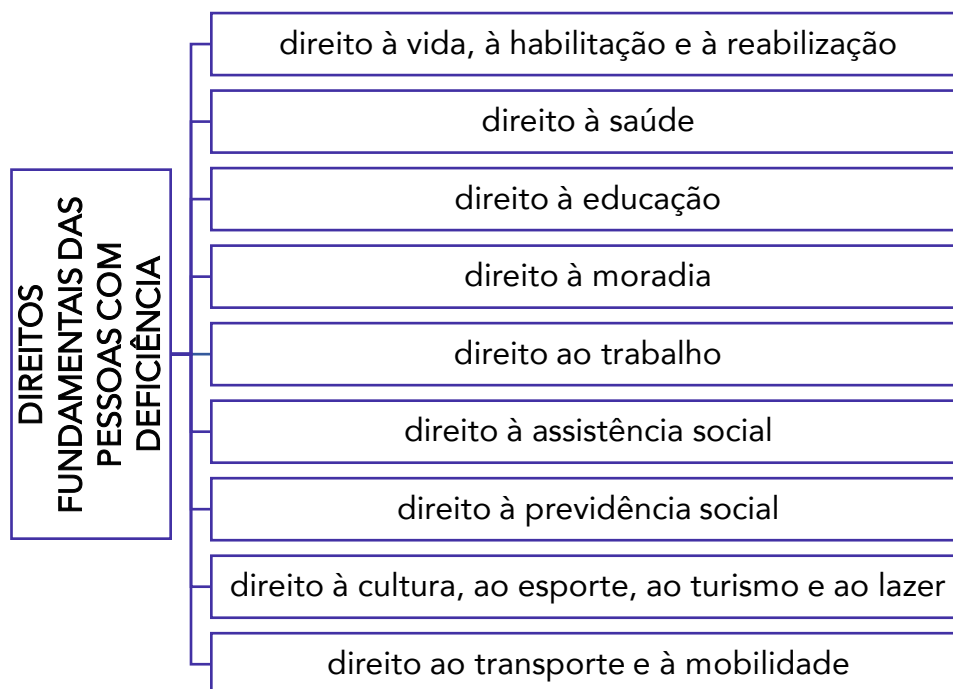 DIREITOS
FUNDAMENTAIS DAS
PESSOAS COM
DEFICIÊNCIA
direito à vida, à habilitação e à reabilização
direito à saúde
direito à educação
direito à moradia
direito ao trabalho
direito à assistência social
direito à previdência social
direito à cultura, ao esporte, ao turismo e ao lazer
direito ao transporte e à mobilidade